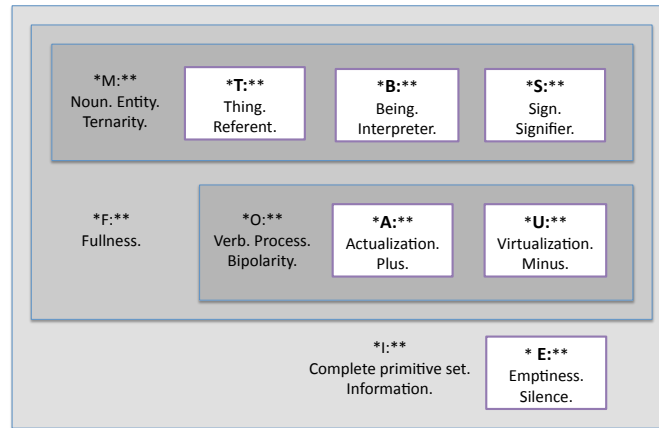 *M:**
Noun. Entity.
Ternarity.
*T:**
Thing.
Referent.
*B:**
Being.
Interpreter.
*S:**
Sign.
Signifier.
*F:**
Fullness.
*O:**
Verb. Process.
Bipolarity.
*A:**
Actualization.
Plus.
*U:**
Virtualization.
Minus.
*I:**
Complete primitive set.
Information.
* E:**
Emptiness.
Silence.